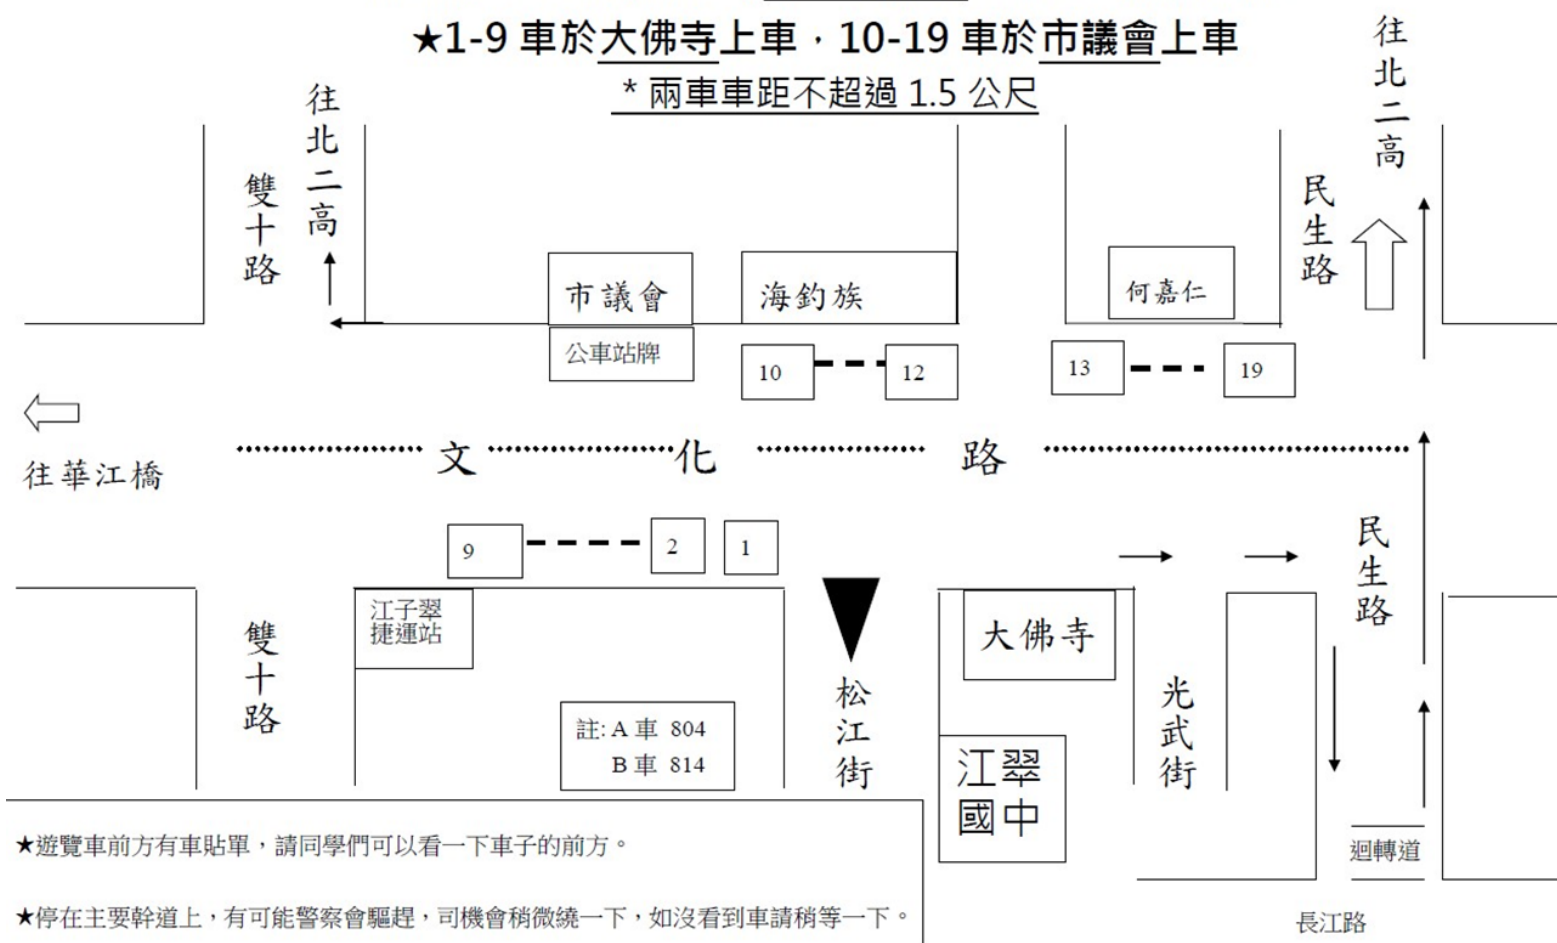 ★1-9 車於大佛寺上車，10-19 車於市議會上車
* 兩車車距不超過 1.5 公尺
往北二高
雙十路
往北二高
民生路
市議會
海釣族
何嘉仁
公車站牌
10
12
13
19
往華江橋
文化路
9
2
1
民生路
江子翠
捷運站
大佛寺
雙十路
松江街
光武街
註: A 車 804
B 車 814
江翠
國中
迴轉道
長江路
★遊覽車前方有車貼單，請同學們可以看一下車子的前方。
★停在主要幹道上，有可能警察會驅趕，司機會稍微繞一下，如沒看到車請稍等一下。